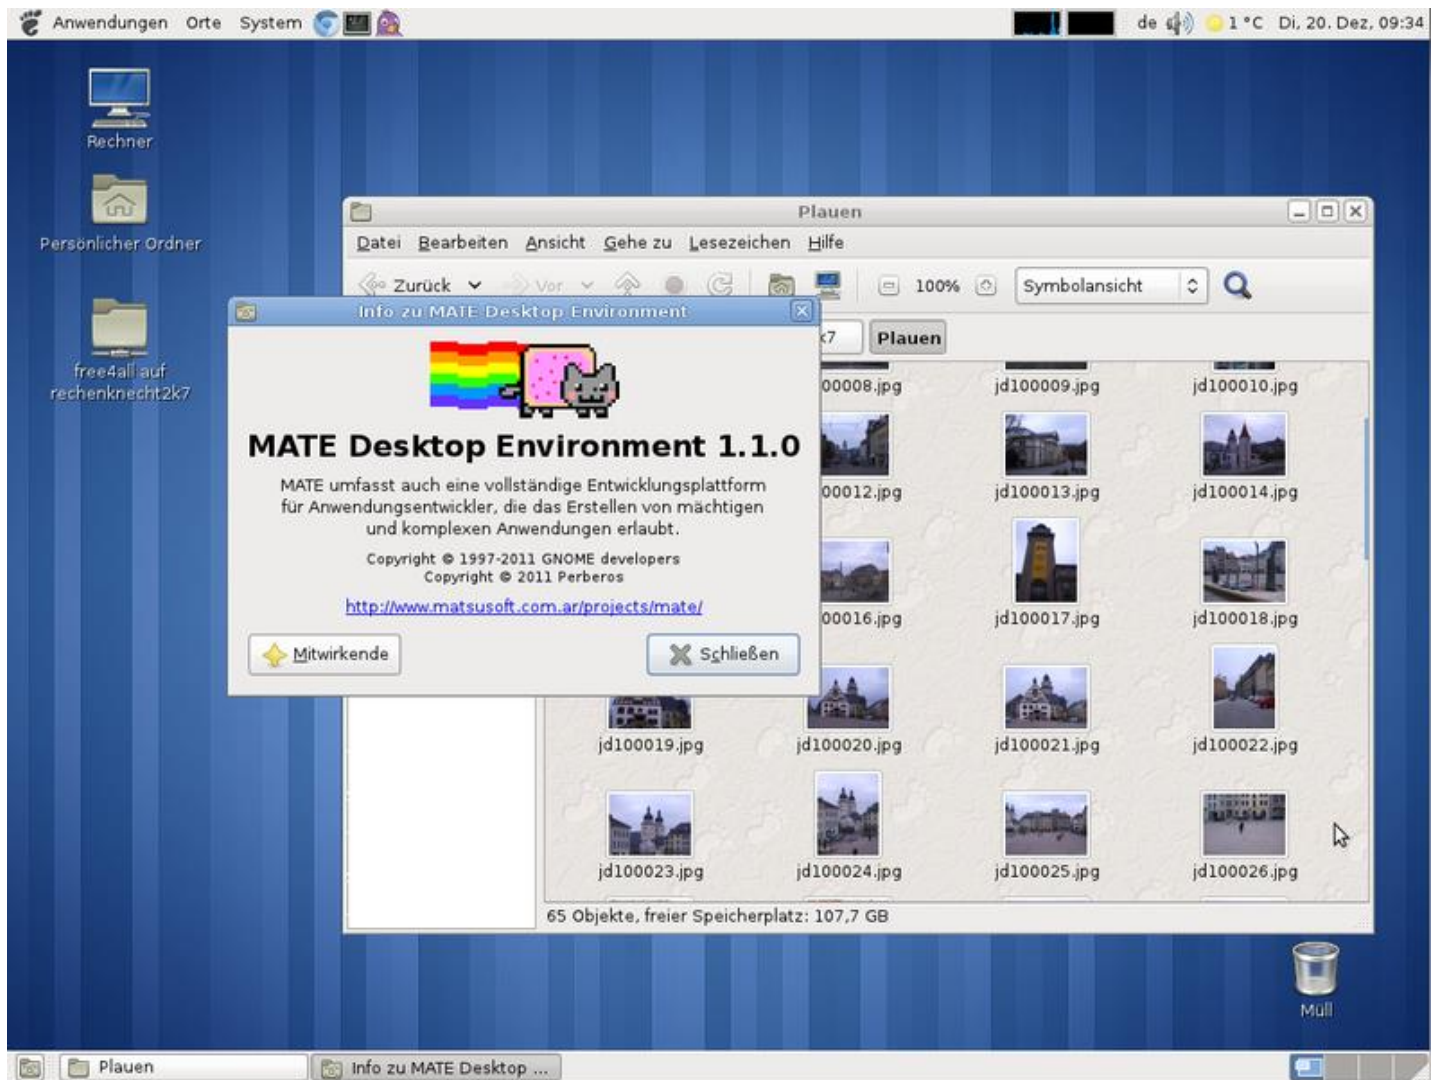 Anwendungen Orte System
de 1 °C Di, 20. Dez, 09:34
Rechner
Persönlicher Ordner
free4all auf
rechenknecht2k7
Plauen
Datei Bearbeiten Ansicht Gehe zu Lesezeichen Hilfe
Zurück Vor 100% Symbolansicht
Plauen
Info zu MATE Desktop Environment
MATE Desktop Environment 1.1.0
MATE umfasst auch eine vollständige Entwicklungsplattform
für Anwendungsentwickler, die das Erstellen von mächtigen
und komplexen Anwendungen erlaubt.
Copyright © 1997-2011 GNOME developers
Copyright © 2011 Perberos
http://www.matsusoft.com.ar/projects/mate/
Mitwirkende Schließen
00008.jpg jd100009.jpg jd100010.jpg
00012.jpg jd100013.jpg jd100014.jpg
00016.jpg jd100017.jpg jd100018.jpg
jd100019.jpg jd100020.jpg jd100021.jpg jd100022.jpg
jd100023.jpg jd100024.jpg jd100025.jpg jd100026.jpg
65 Objekte, freier Speicherplatz: 107,7 GB
Müll
Plauen Info zu MATE Desktop ...